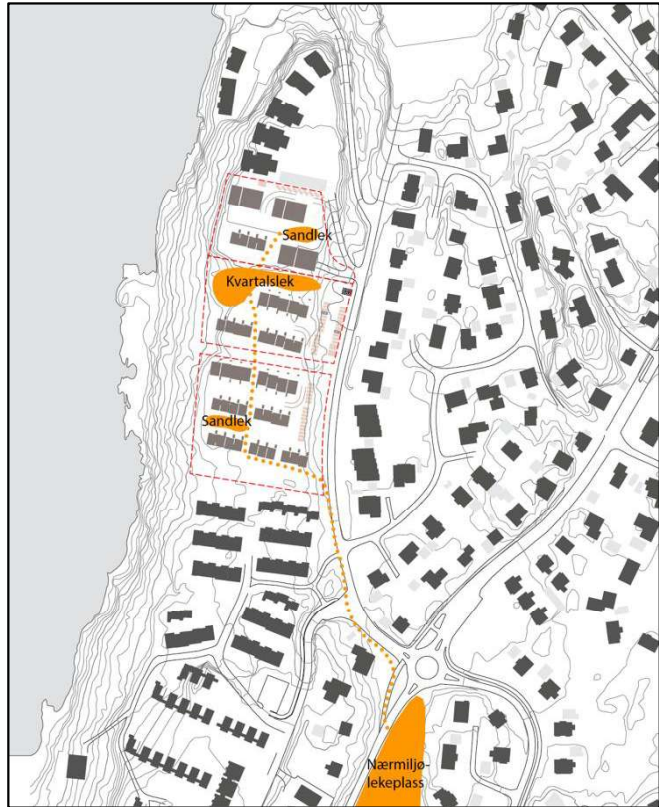 Sandlek
Kvartalslek
Sandlek
Nærmiljø-
lekeplass